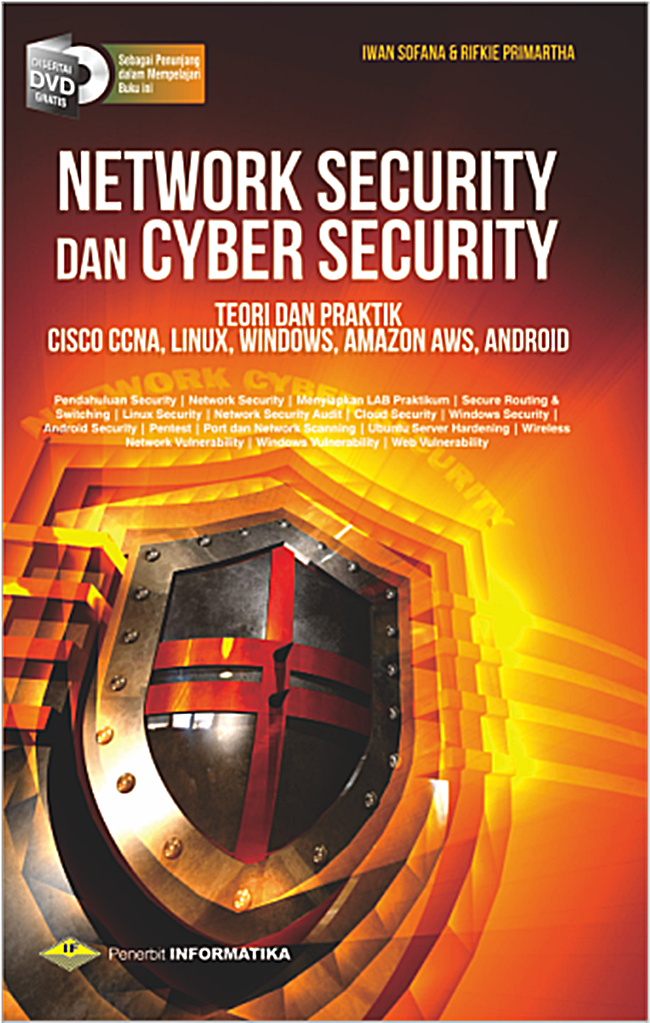 DISERTAI
DVD
GRATIS
Sebagai Penunjang
dalam Mempelajari
Buku ini
IWAN SOFANA & RIFKIE PRIMARTHA
NETWORK SECURITY
DAN CYBER SECURITY
TEORI DAN PRAKTIK
CISCO CCNA, LINUX, WINDOWS, AMAZON AWS, ANDROID
Pendahuluan Security | Network Security | Menyiapkan LAB Praktikum | Secure Routing &
Switching | Linux Security | Network Security Audit | Cloud Security | Windows Security |
Android Security | Pentest | Port dan Network Scanning | Ubuntu Server Hardening | Wireless
Network Vulnerability | Windows Vulnerability | Web Vulnerability
IF
Penerbit INFORMATIKA